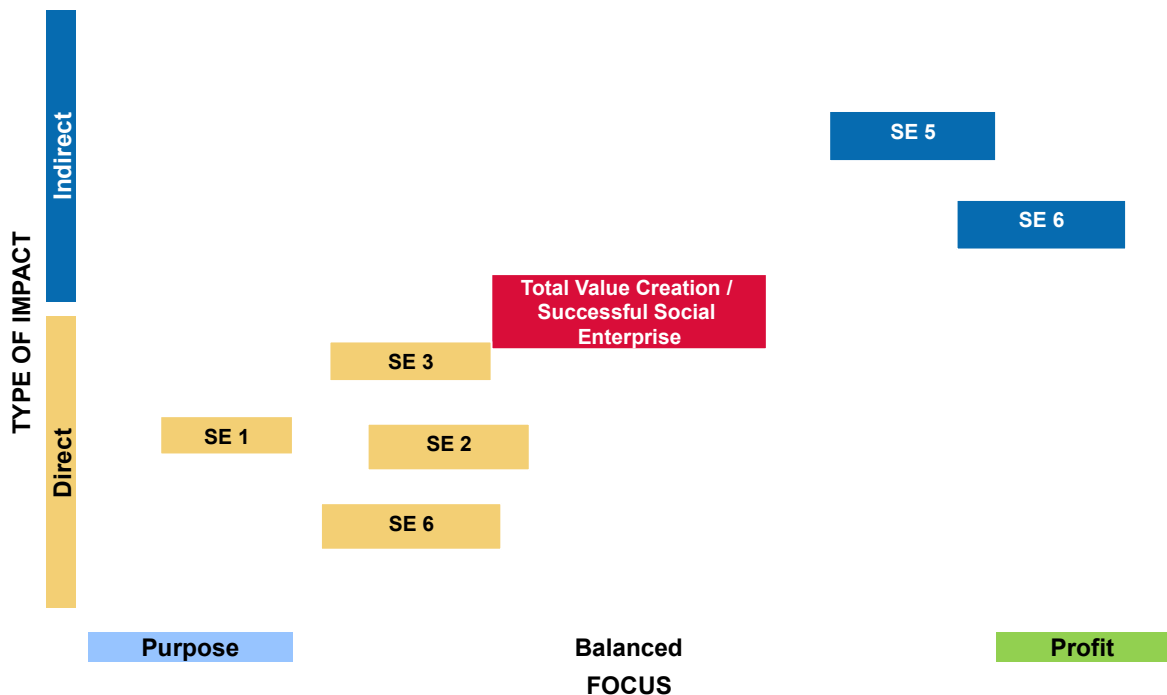 TYPE OF IMPACT
Indirect
Direct
SE 5
SE 6
Total Value Creation /
Successful Social
Enterprise
SE 3
SE 1
SE 2
SE 6
Purpose
Balanced
Profit
FOCUS